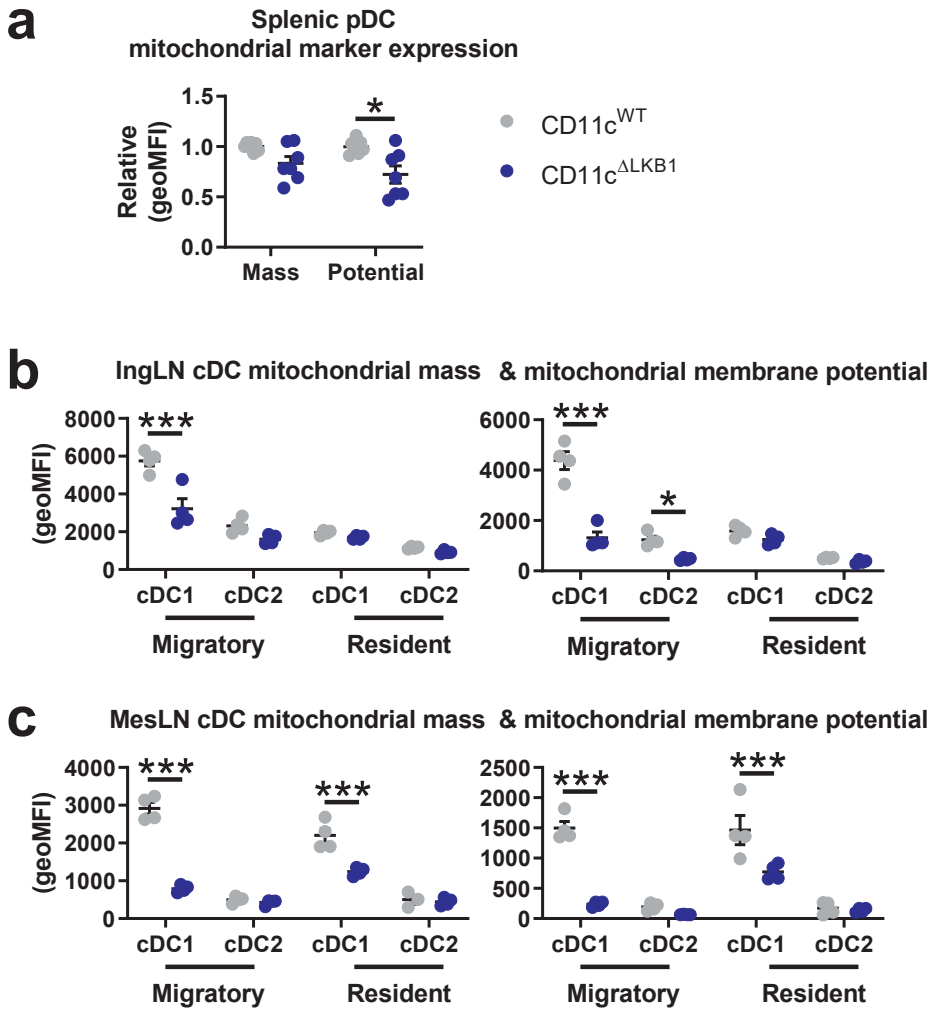 a
Splenic pDC
mitochondrial marker expression
Relative
(geoMFI)
1.5
1.0
0.5
0.0
*
Mass
Potential
CD11cᵂᵀ
CD11c^ΔLKB1
b
IngLN cDC mitochondrial mass & mitochondrial membrane potential
(geoMFI)
8000
6000
4000
2000
0
***
cDC1 cDC2 cDC1 cDC2
Migratory Resident
6000
4000
2000
0
***
*
cDC1 cDC2 cDC1 cDC2
Migratory Resident
c
MesLN cDC mitochondrial mass & mitochondrial membrane potential
(geoMFI)
4000
3000
2000
1000
0
***
***
cDC1 cDC2 cDC1 cDC2
Migratory Resident
2500
2000
1500
1000
500
0
***
***
cDC1 cDC2 cDC1 cDC2
Migratory Resident